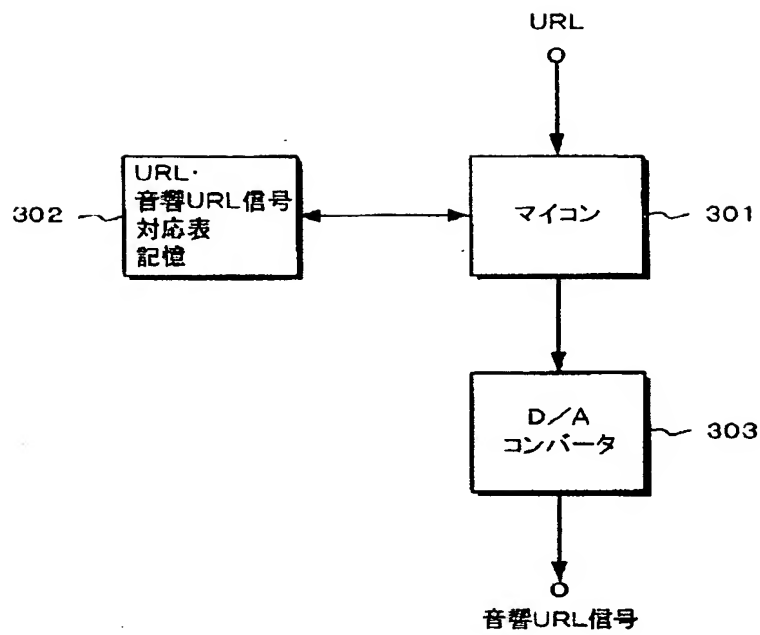 URL
URL・
音響URL信号
対応表
記憶
302
マイコン
301
D／A
コンバータ
303
音響URL信号